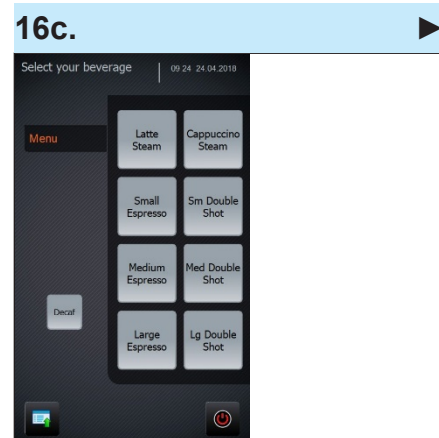 16c.
Select your beverage
09 24 24.04.2018
Menu
Latte
Steam
Cappuccino
Steam
Small
Espresso
Sm Double
Shot
Medium
Espresso
Med Double
Shot
Decaf
Large
Espresso
Lg Double
Shot